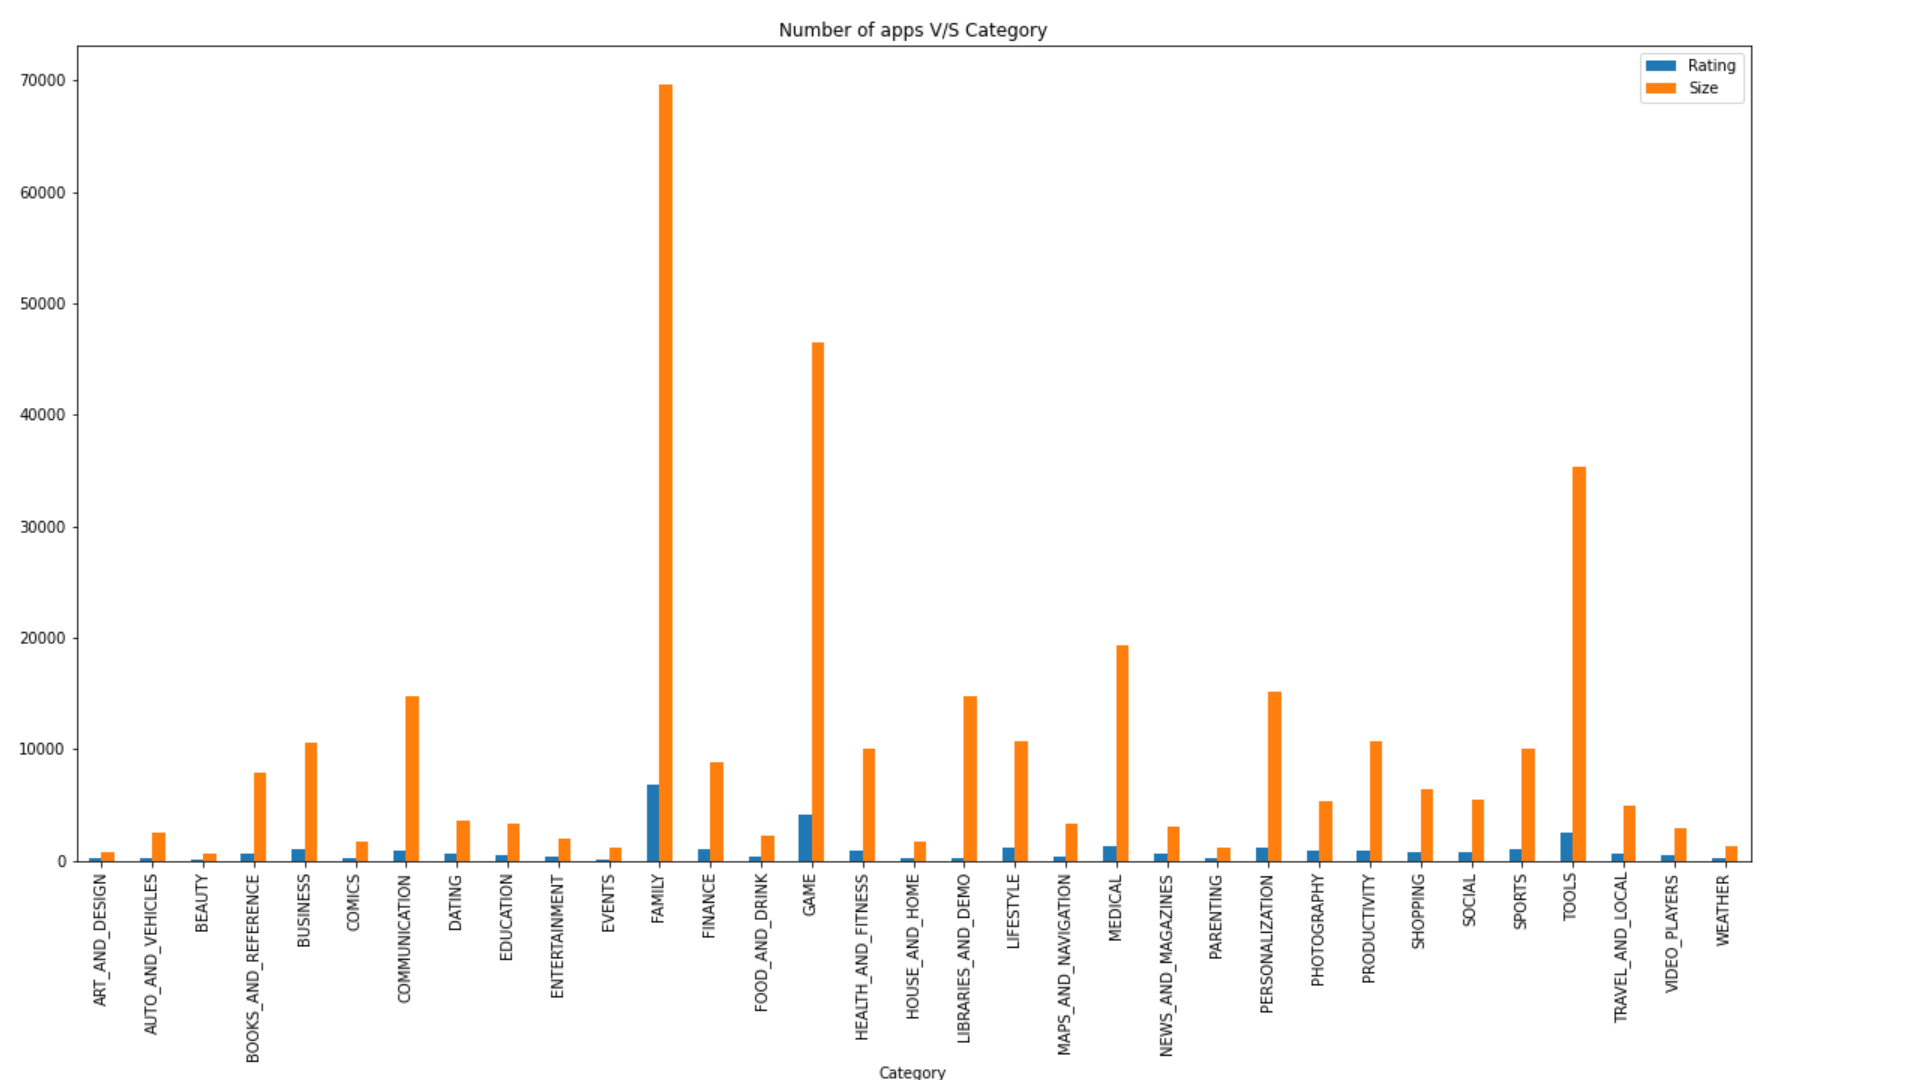 Number of apps V/S Category
Rating
Size
70000
60000
50000
40000
30000
20000
10000
0
ART_AND_DESIGN
AUTO_AND_VEHICLES
BEAUTY
BOOKS_AND_REFERENCE
BUSINESS
COMICS
COMMUNICATION
DATING
EDUCATION
ENTERTAINMENT
EVENTS
FAMILY
FINANCE
FOOD_AND_DRINK
GAME
HEALTH_AND_FITNESS
HOUSE_AND_HOME
LIBRARIES_AND_DEMO
LIFESTYLE
MAPS_AND_NAVIGATION
MEDICAL
NEWS_AND_MAGAZINES
PARENTING
PERSONALIZATION
PHOTOGRAPHY
PRODUCTIVITY
SHOPPING
SOCIAL
SPORTS
TOOLS
TRAVEL_AND_LOCAL
VIDEO_PLAYERS
WEATHER
Category